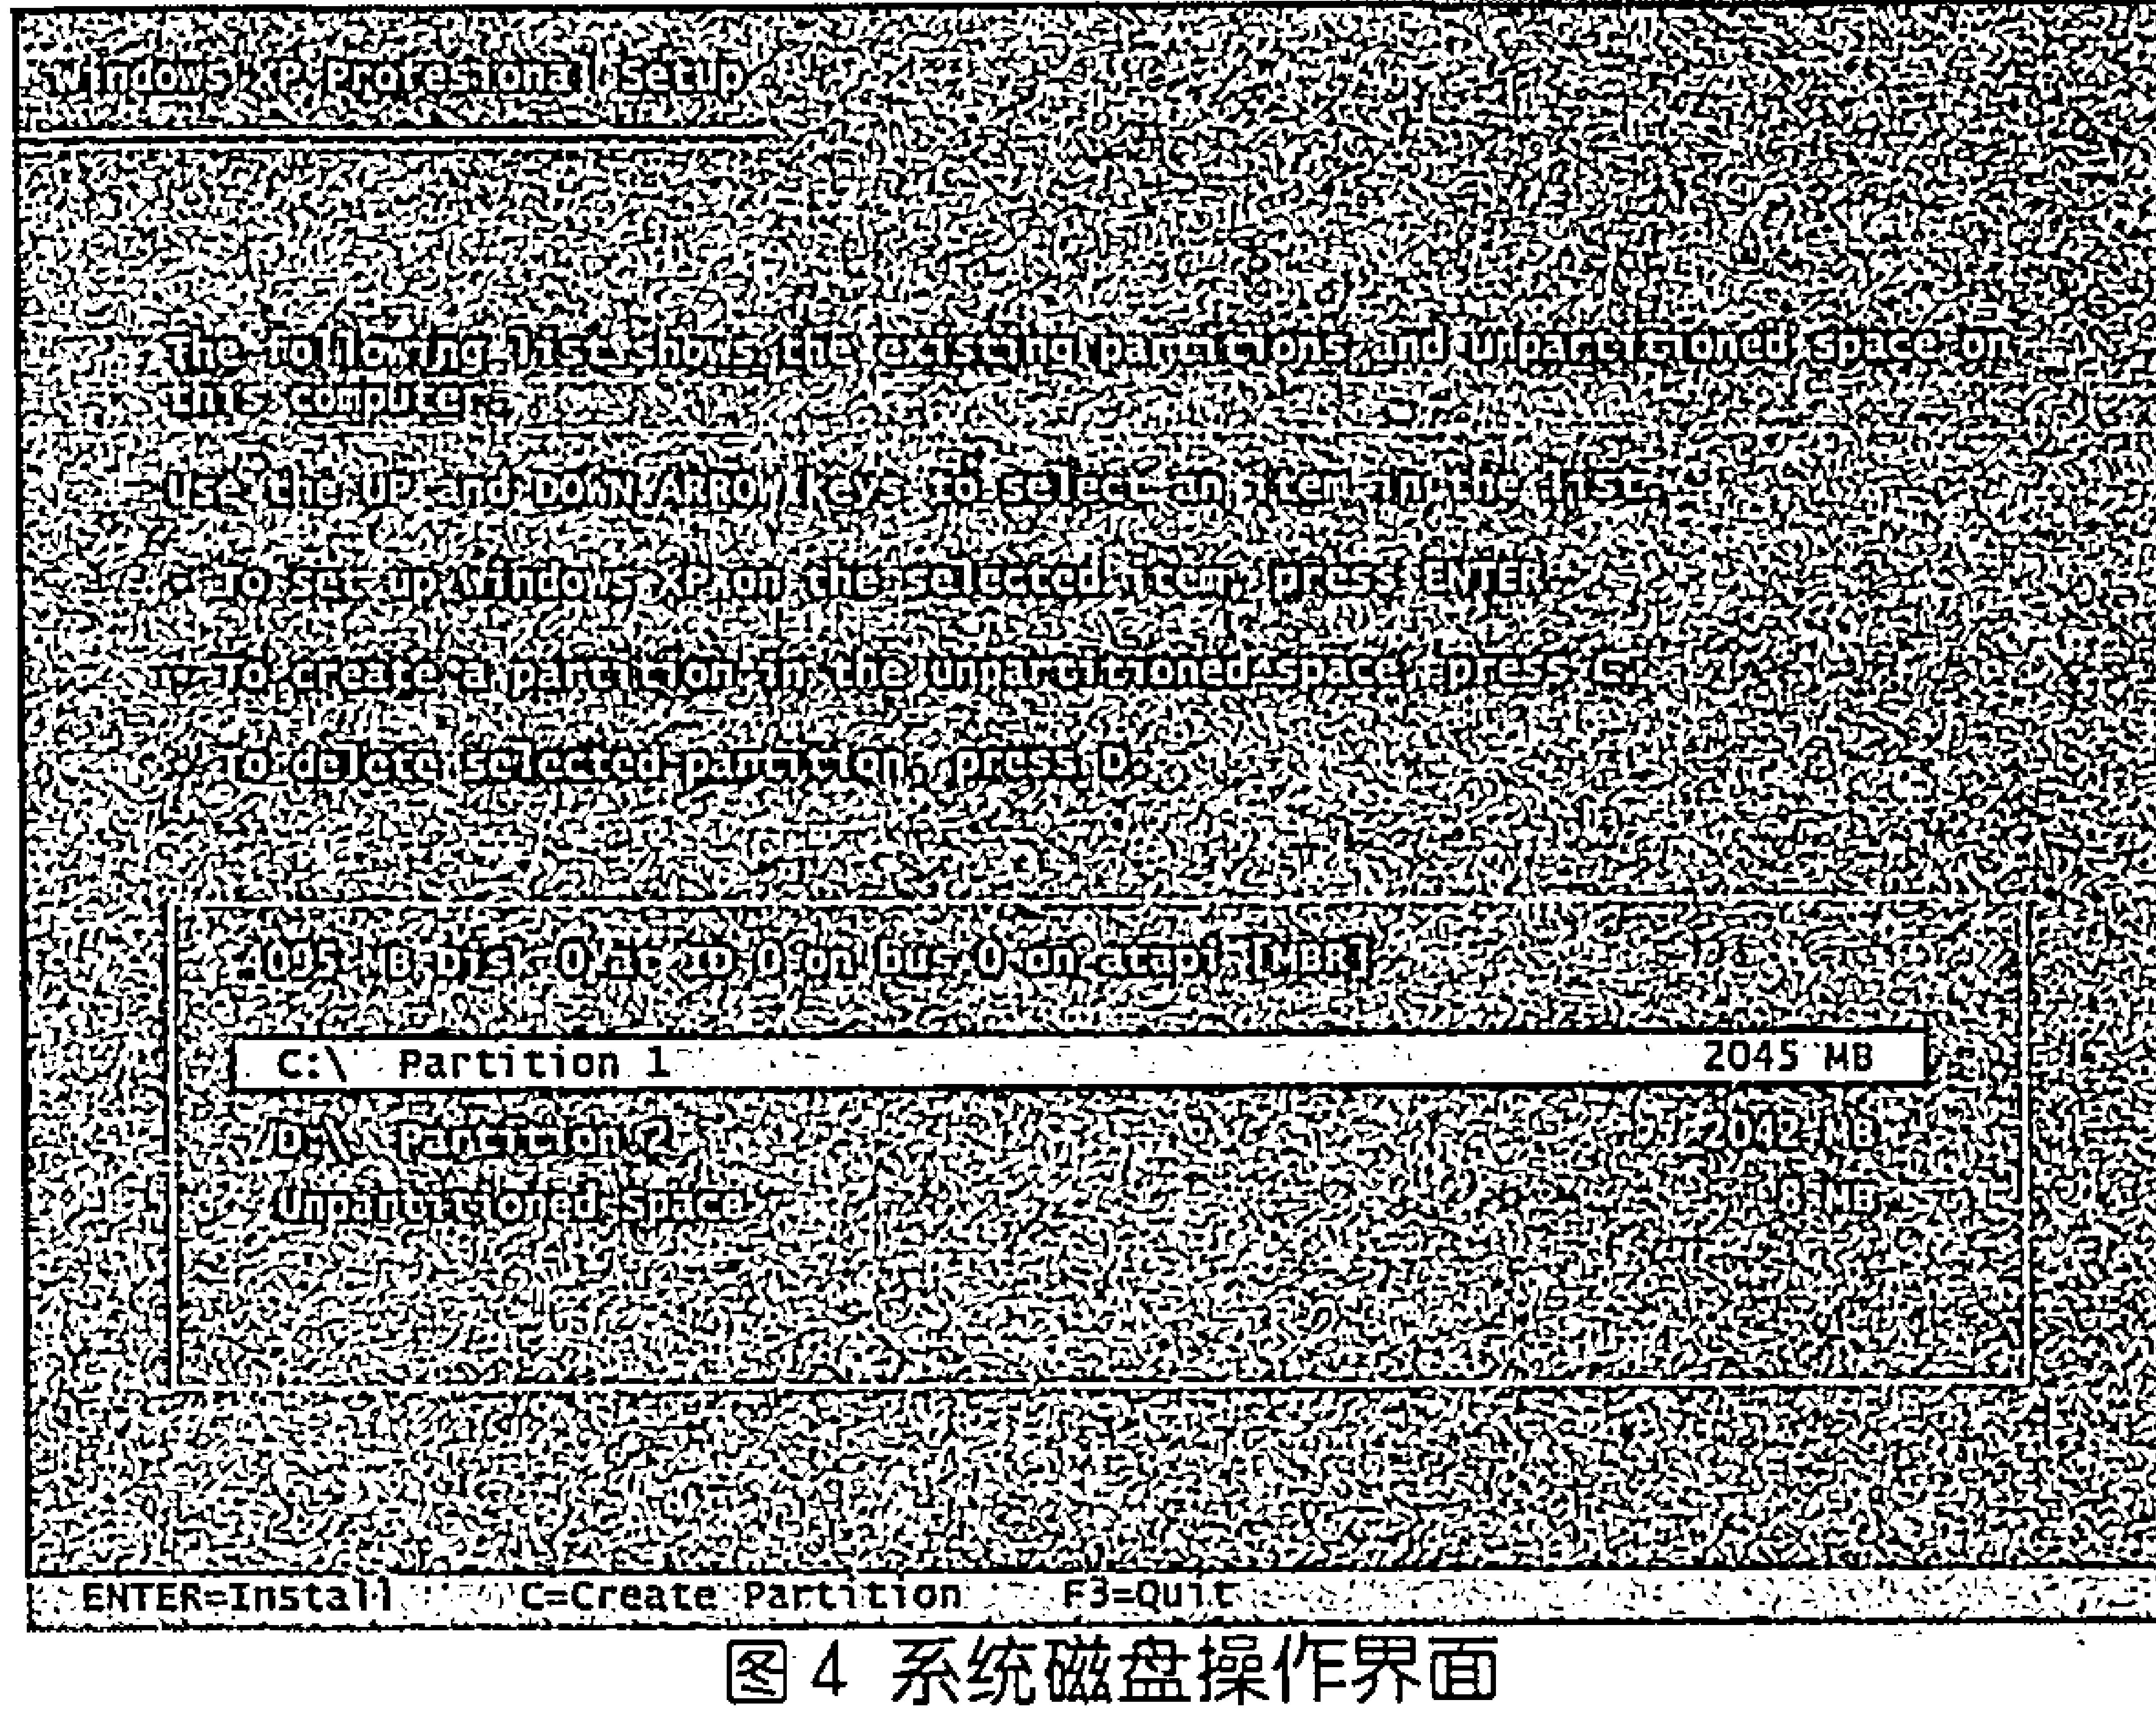 Windows XP Profesional Setup
The following list shows the existing partitions and unpartitioned space on
this computer.
Use the UP and DOWN ARROW keys to select an item in the list.
To set up Windows XP on the selected item, press ENTER.
To create a partition in the unpartitioned space, press C.
To delete selected partition, press D.
095 MB Disk 0 at ID 0 on bus 0 on atapi [MBR]
C:\ Partition 1 2045 MB
D:\ Partition 2 2042 MB
Unpartitioned Space 8 MB
ENTER=Install C=Create Partition F3=Quit
图 4 系统磁盘操作界面